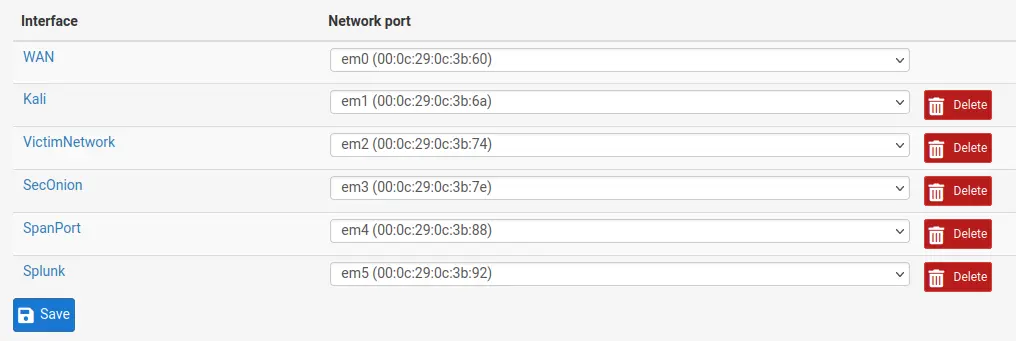 Interface Network port
WAN em0 (00:0c:29:0c:3b:60)
Kali em1 (00:0c:29:0c:3b:6a) Delete
VictimNetwork em2 (00:0c:29:0c:3b:74) Delete
SecOnion em3 (00:0c:29:0c:3b:7e) Delete
SpanPort em4 (00:0c:29:0c:3b:88) Delete
Splunk em5 (00:0c:29:0c:3b:92) Delete
Save